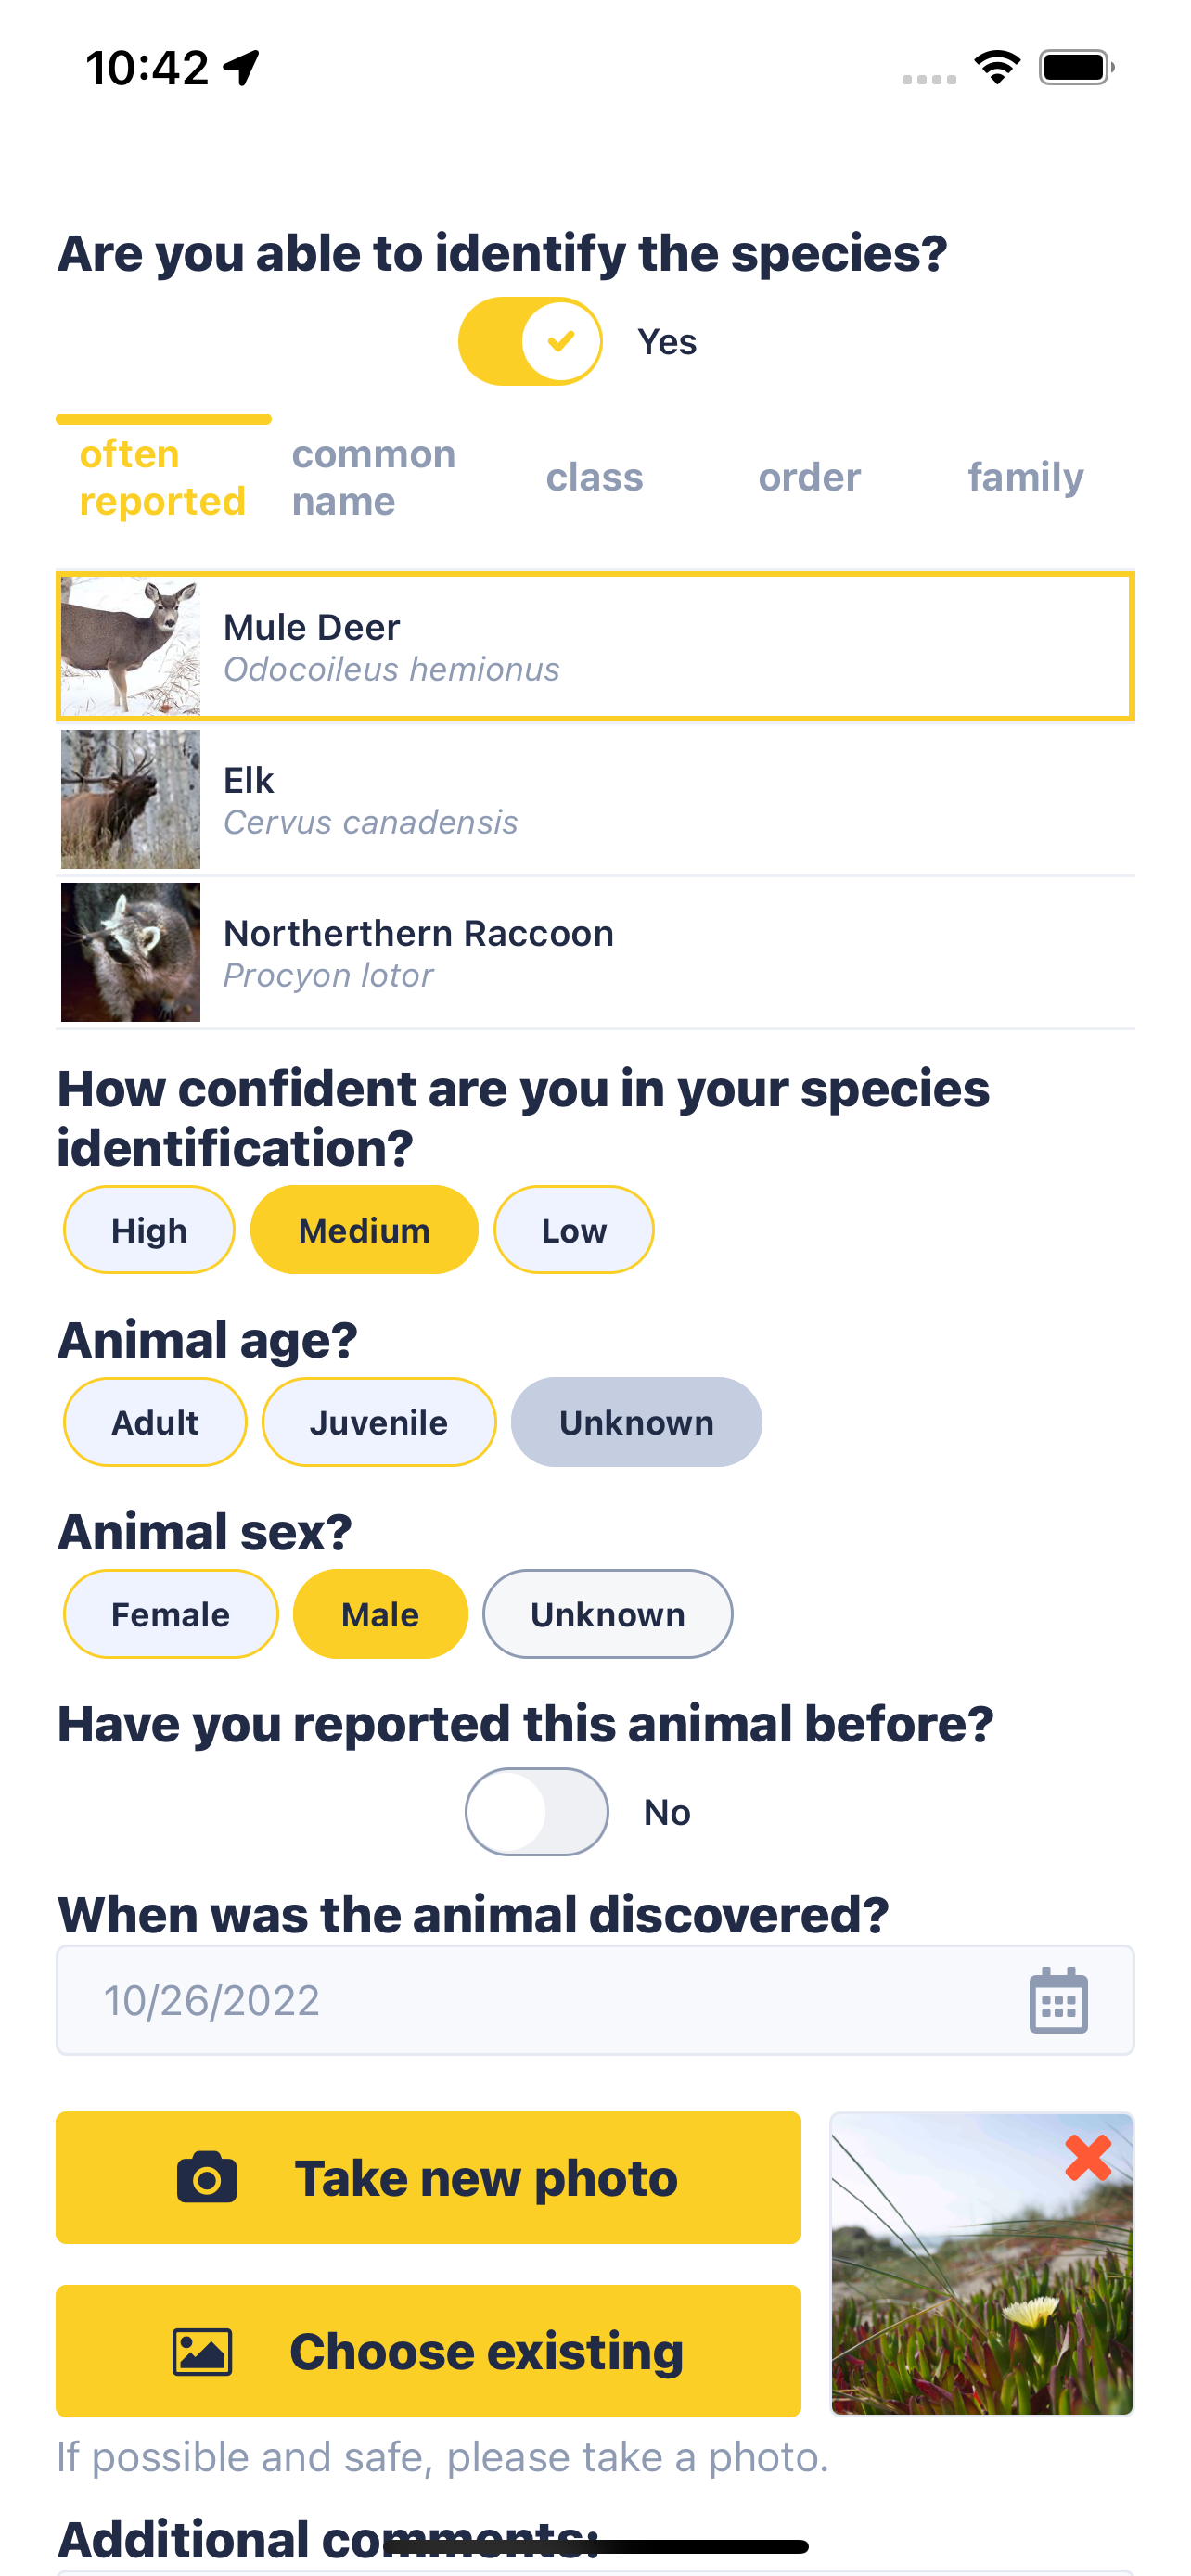 10:42
Are you able to identify the species?
Yes
often reported
common name
class
order
family
Mule Deer
Odocoileus hemionus
Elk
Cervus canadensis
Northerthern Raccoon
Procyon lotor
How confident are you in your species
identification?
High
Medium
Low
Animal age?
Adult
Juvenile
Unknown
Animal sex?
Female
Male
Unknown
Have you reported this animal before?
No
When was the animal discovered?
10/26/2022
Take new photo
Choose existing
If possible and safe, please take a photo.
Additional comments: